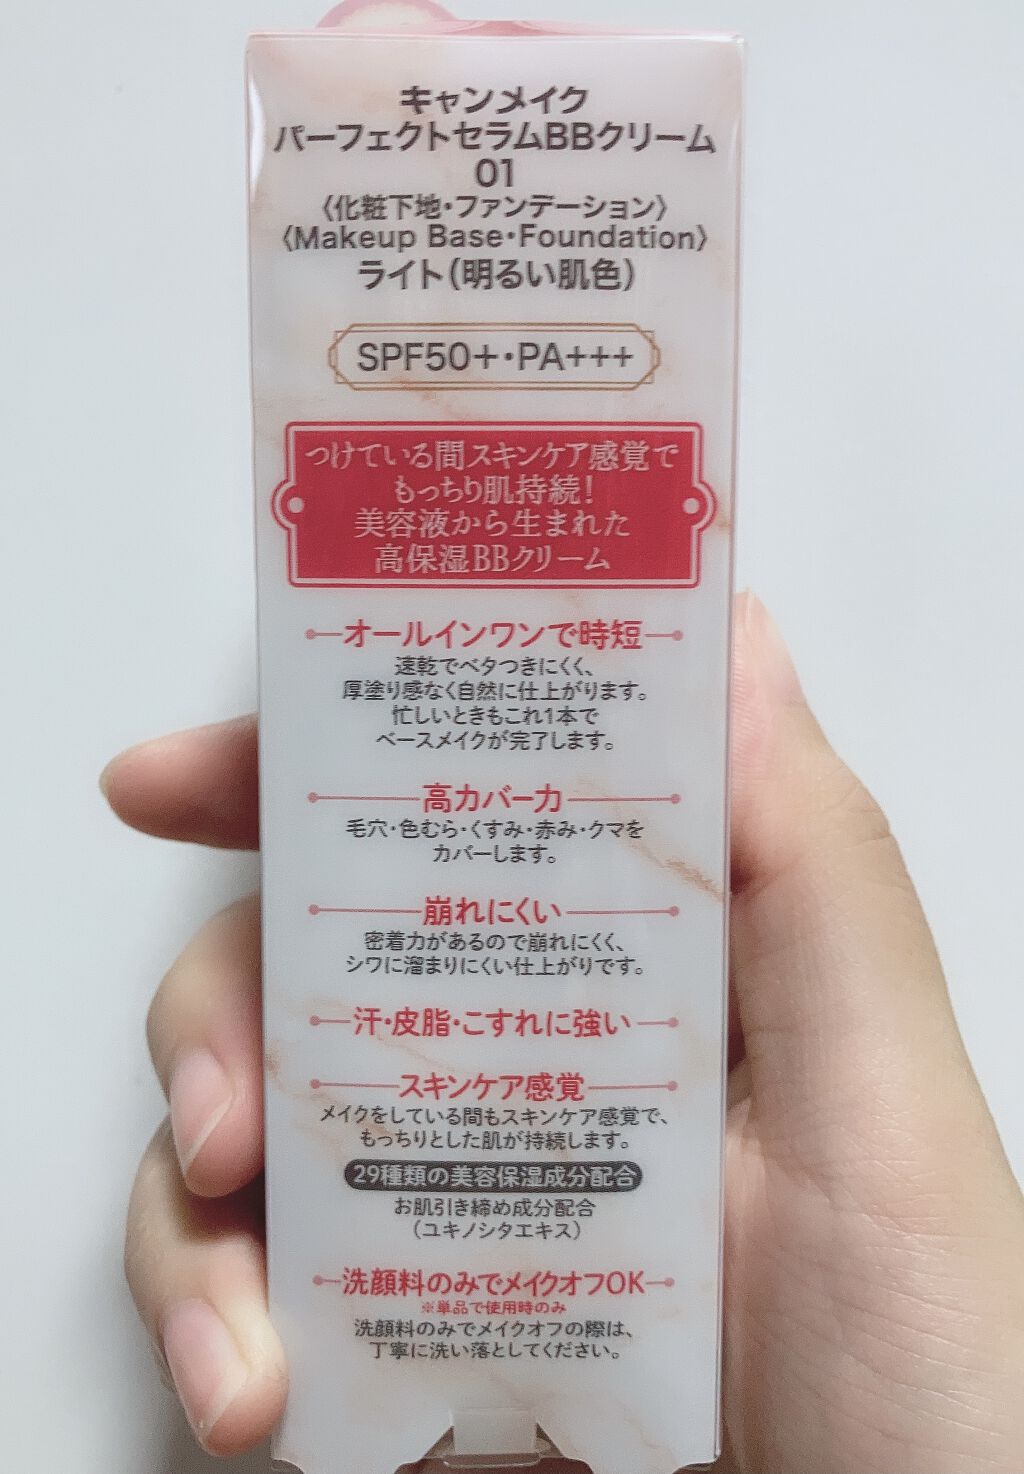 キャンメイク
パーフェクトセラムBBクリーム
01
〈化粧下地・ファンデーション〉
〈Makeup Base・Foundation〉
ライト(明るい肌色)
SPF50+・PA+++
つけている間スキンケア感覚で
もっちり肌持続!
美容液から生まれた
高保湿BBクリーム
オールインワンで時短
速乾でベタつきにくく、
厚塗り感なく自然に仕上がります。
忙しいときもこれ1本で
ベースメイクが完了します。
高カバー力
毛穴・色むら・くすみ・赤み・クマを
カバーします。
崩れにくい
密着力があるので崩れにくく、
シワに溜まりにくい仕上がりです。
汗・皮脂・こすれに強い
スキンケア感覚
メイクをしている間もスキンケア感覚で、
もっちりとした肌が持続します。
29種類の美容保湿成分配合
お肌引き締め成分配合
(ユキノシタエキス)
洗顔料のみでメイクオフOK
※単品で使用時のみ
洗顔料のみでメイクオフの際は、
丁寧に洗い落としてください。